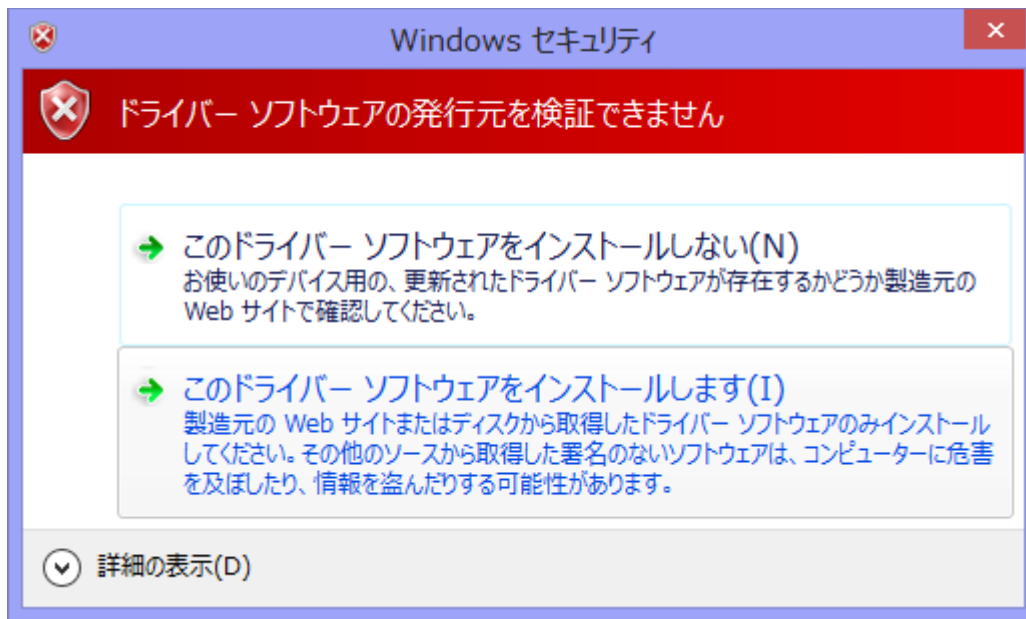 Windows セキュリティ
ドライバー ソフトウェアの発行元を検証できません
このドライバー ソフトウェアをインストールしない(N)
お使いのデバイス用の、更新されたドライバー ソフトウェアが存在するかどうか製造元の
Web サイトで確認してください。
このドライバー ソフトウェアをインストールします(I)
製造元の Web サイトまたはディスクから取得したドライバー ソフトウェアのみインストール
してください。その他のソースから取得した署名のないソフトウェアは、コンピューターに危害
を及ぼしたり、情報を盗んだりする可能性があります。
詳細の表示(D)